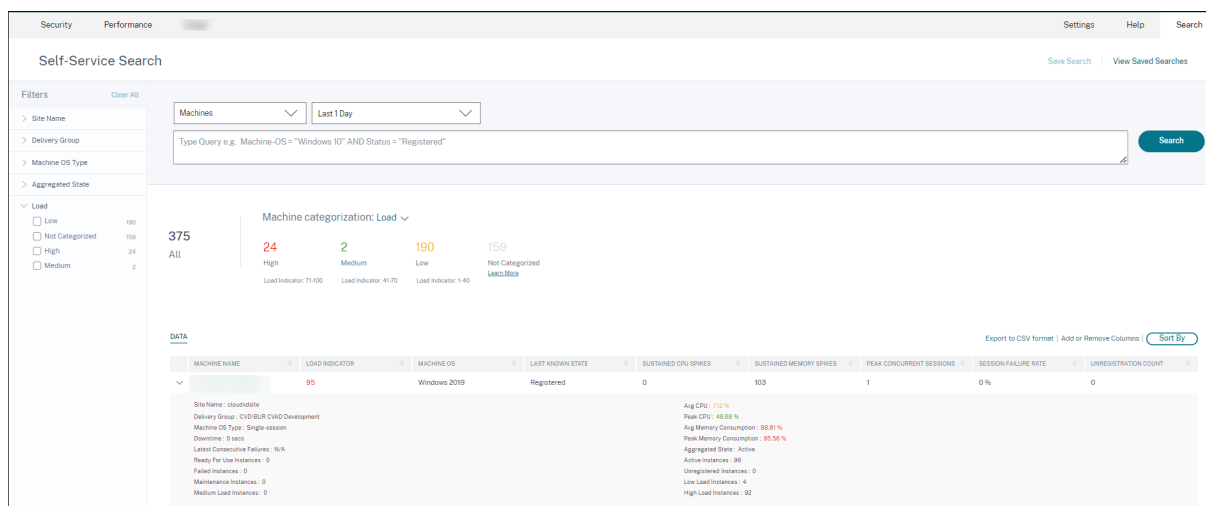 Security Performance Settings Help Search
Self-Service Search Save Search | View Saved Searches
Filters Clear All
Site Name
Delivery Group
Machine OS Type
Aggregated State
Load
Low 190
Not Categorized 159
High 24
Medium 2
Machines Last 1 Day
Type Query e.g. Machine-OS = "Windows 10" AND Status = "Registered"
Search
Machine categorization: Load
375 All
24 2 190 159
High Medium Low Not Categorized
Learn More
Load Indicator: 71-100 Load Indicator: 41-70 Load Indicator: 1-40
DATA
Export to CSV format | Add or Remove Columns | Sort By
MACHINE NAME LOAD INDICATOR MACHINE OS LAST KNOWN STATE SUSTAINED CPU SPIKES SUSTAINED MEMORY SPIKES PEAK CONCURRENT SESSIONS SESSION FAILURE RATE UNREGISTRATION COUNT
95 Windows 2019 Registered 0 103 1 0 % 0
Site Name : cloudxdsite
Delivery Group : CVD\BUR CVAD Development
Machine OS Type : Single-session
Downtime : 0 secs
Latest Consecutive Failures : N/A
Ready For Use Instances : 0
Failed Instances : 0
Maintenance Instances : 0
Medium Load Instances : 0
Avg CPU : 7.12 %
Peak CPU : 48.68 %
Avg Memory Consumption : 88.81 %
Peak Memory Consumption : 95.56 %
Aggregated State : Active
Active Instances : 96
Unregistered Instances : 0
Low Load Instances : 4
High Load Instances : 92